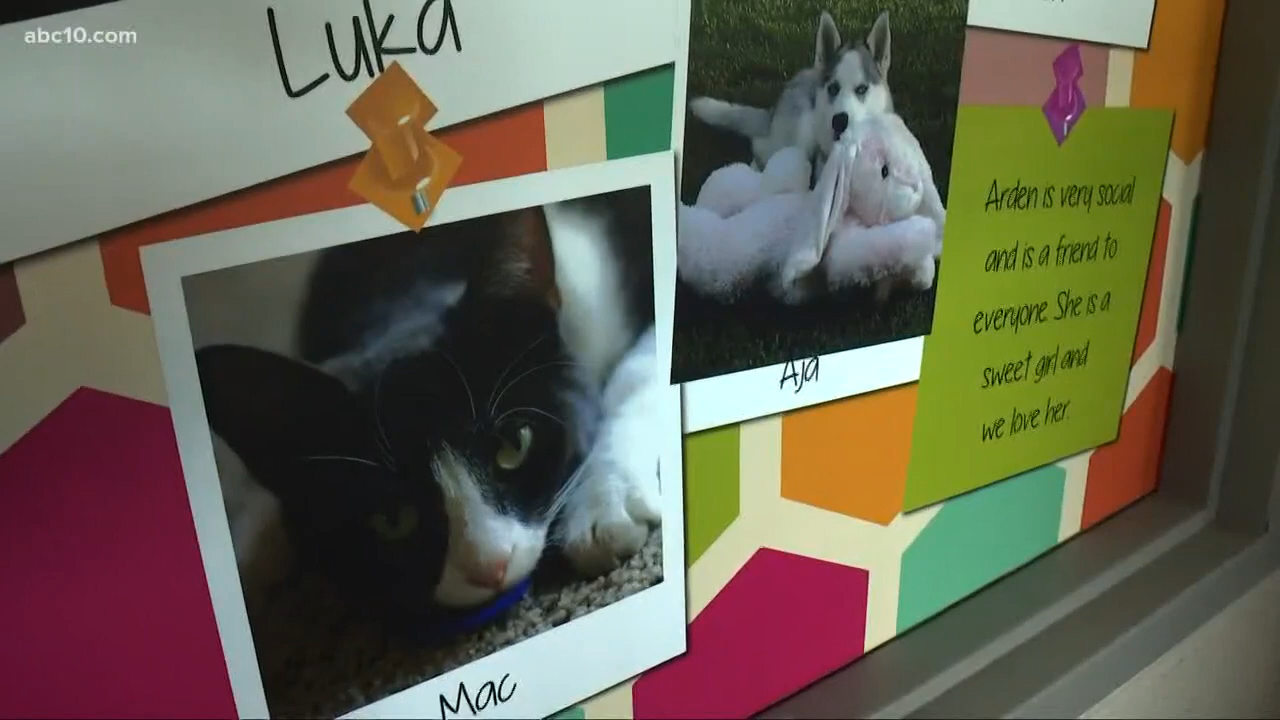 abc10.com
Luka
Mac
Aja
Arden is very social
and is a friend to
everyone. She is a
sweet girl and
we love her.